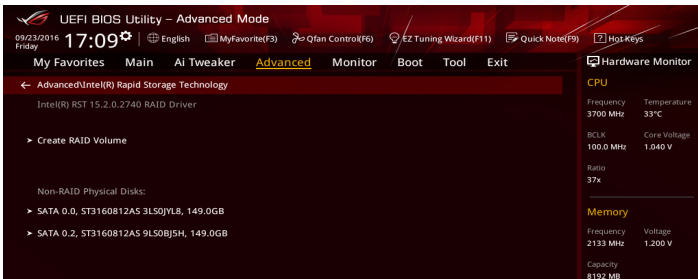 UEFI BIOS Utility – Advanced Mode
09/23/2016 Friday 17:09 English MyFavorite(F3) Qfan Control(F6) EZ Tuning Wizard(F11) Quick Note(F9) ? Hot Keys
My Favorites Main Ai Tweaker Advanced Monitor Boot Tool Exit
Hardware Monitor
← Advanced\Intel(R) Rapid Storage Technology
Intel(R) RST 15.2.0.2740 RAID Driver
➤ Create RAID Volume
Non-RAID Physical Disks:
➤ SATA 0.0, ST3160812AS 3LS0JYL8, 149.0GB
➤ SATA 0.2, ST3160812AS 9LS0BJ5H, 149.0GB
CPU
Frequency Temperature
3700 MHz 33°C
BCLK Core Voltage
100.0 MHz 1.040 V
Ratio
37x
Memory
Frequency Voltage
2133 MHz 1.200 V
Capacity
8192 MB